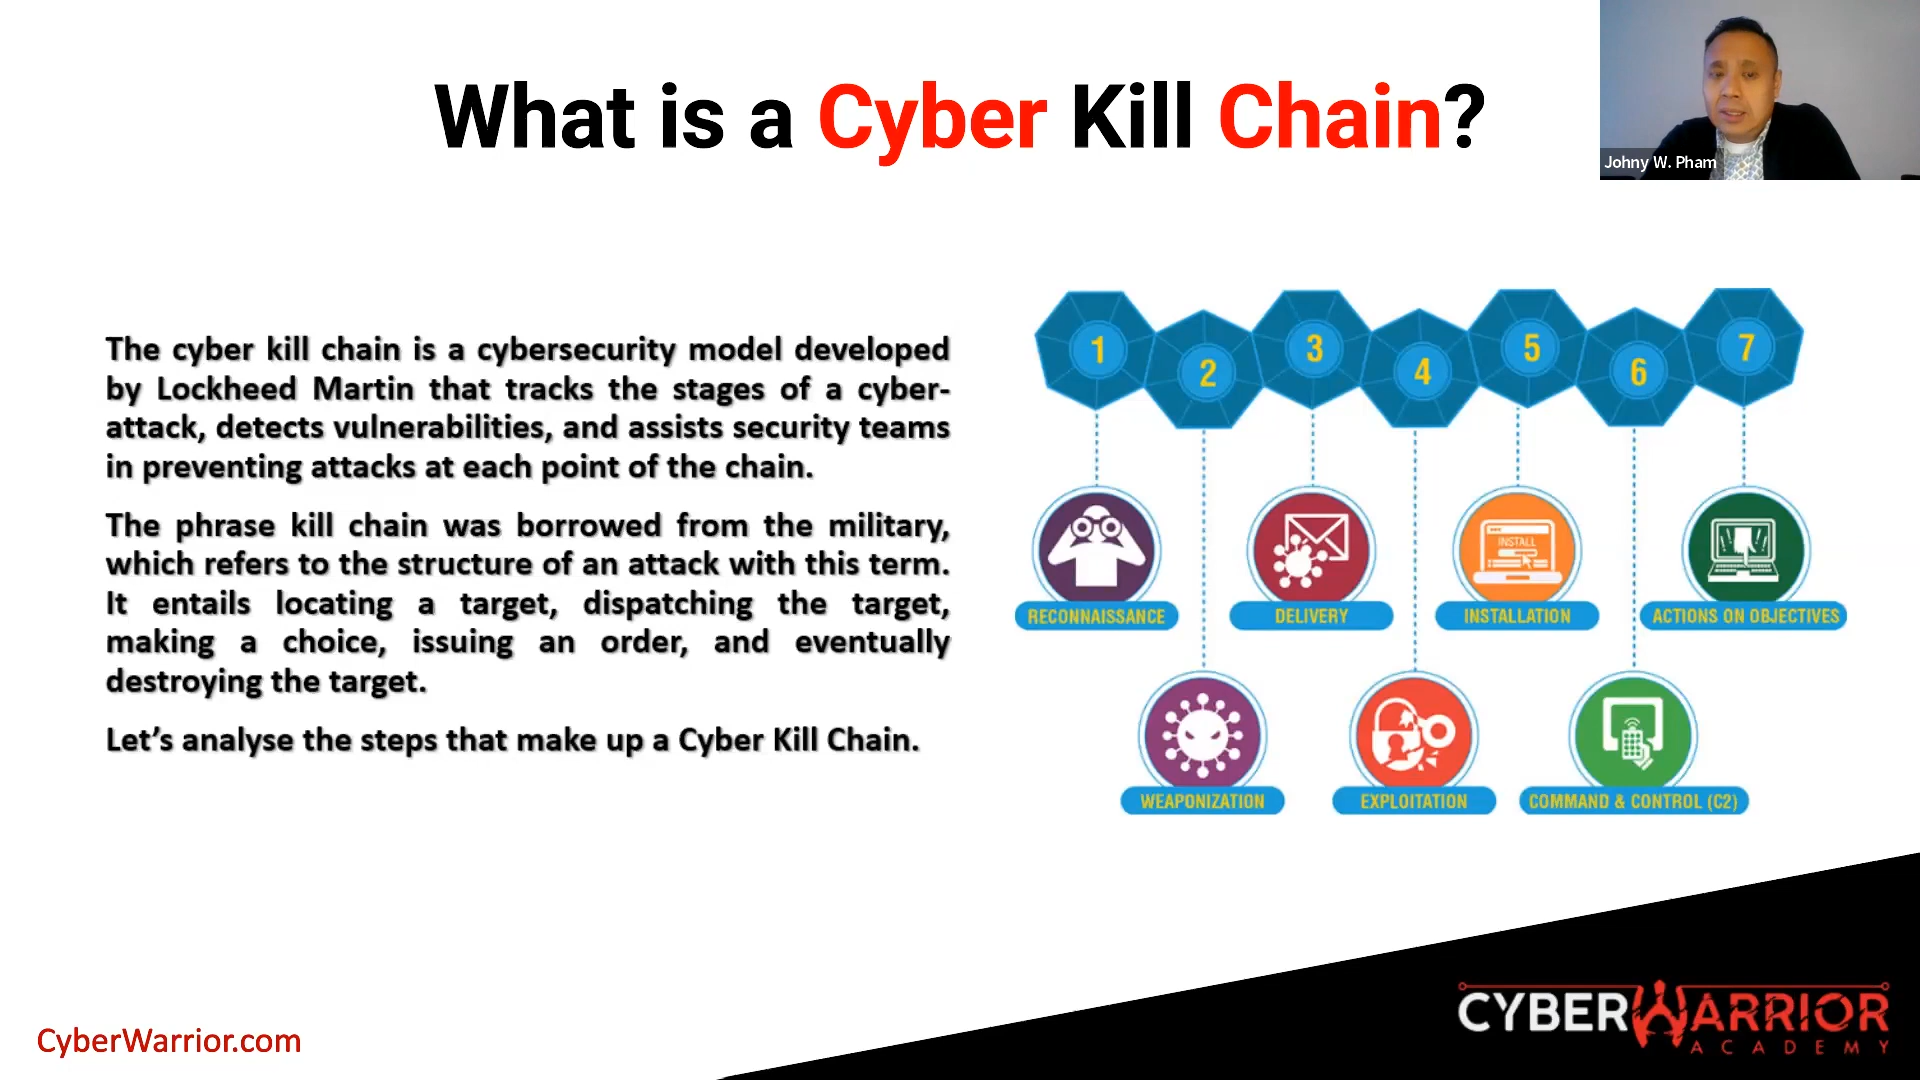 What is a Cyber Kill Chain?
Johny W. Pham
The cyber kill chain is a cybersecurity model developed
by Lockheed Martin that tracks the stages of a cyber-
attack, detects vulnerabilities, and assists security teams
in preventing attacks at each point of the chain.
The phrase kill chain was borrowed from the military,
which refers to the structure of an attack with this term.
It entails locating a target, dispatching the target,
making a choice, issuing an order, and eventually
destroying the target.
Let's analyse the steps that make up a Cyber Kill Chain.
1
2
3
4
5
6
7
INSTALL
RECONNAISSANCE
DELIVERY
INSTALLATION
ACTIONS ON OBJECTIVES
WEAPONIZATION
EXPLOITATION
COMMAND & CONTROL (C2)
CyberWarrior.com
CYBERWARRIOR
ACADEMY